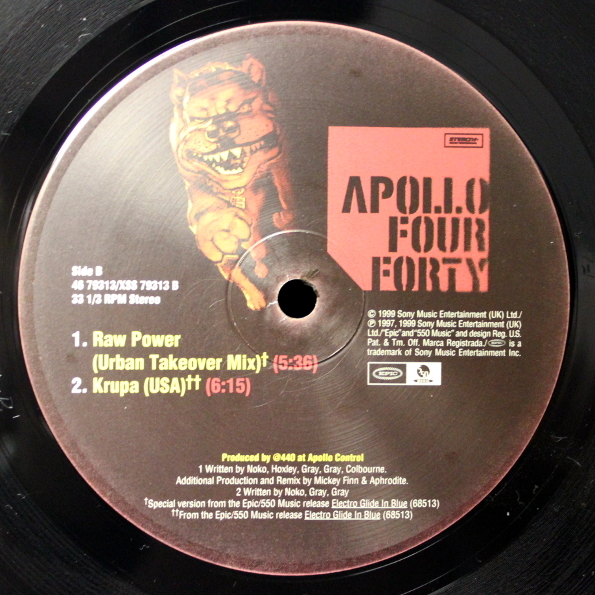 APOLLO
FOUR
FORTY
Side B
46 79313/XSS 79313 B
33 1/3 RPM Stereo
℗ 1997, 1999 Sony Music Entertainment (UK) Ltd./
© 1999 Sony Music Entertainment (UK) Ltd./
Ltd./"Epic" and "550 Music" and design Reg. U.S.
Pat. & Tm. Off. Marca Registrada./EPIC is a
trademark of Sony Music Entertainment Inc.
EPIC
1. Raw Power
(Urban Takeover Mix)† (5:36)
2. Krupa (USA)†† (6:15)
Produced by @440 at Apollo Control
1 Written by Noko, Hoxley, Gray, Gray, Colbourne.
Additional Production and Remix by Mickey Finn & Aphrodite.
2 Written by Noko, Gray, Gray
†Special version from the Epic/550 Music release Electro Glide In Blue (68513)
††From the Epic/550 Music release Electro Glide In Blue (68513)